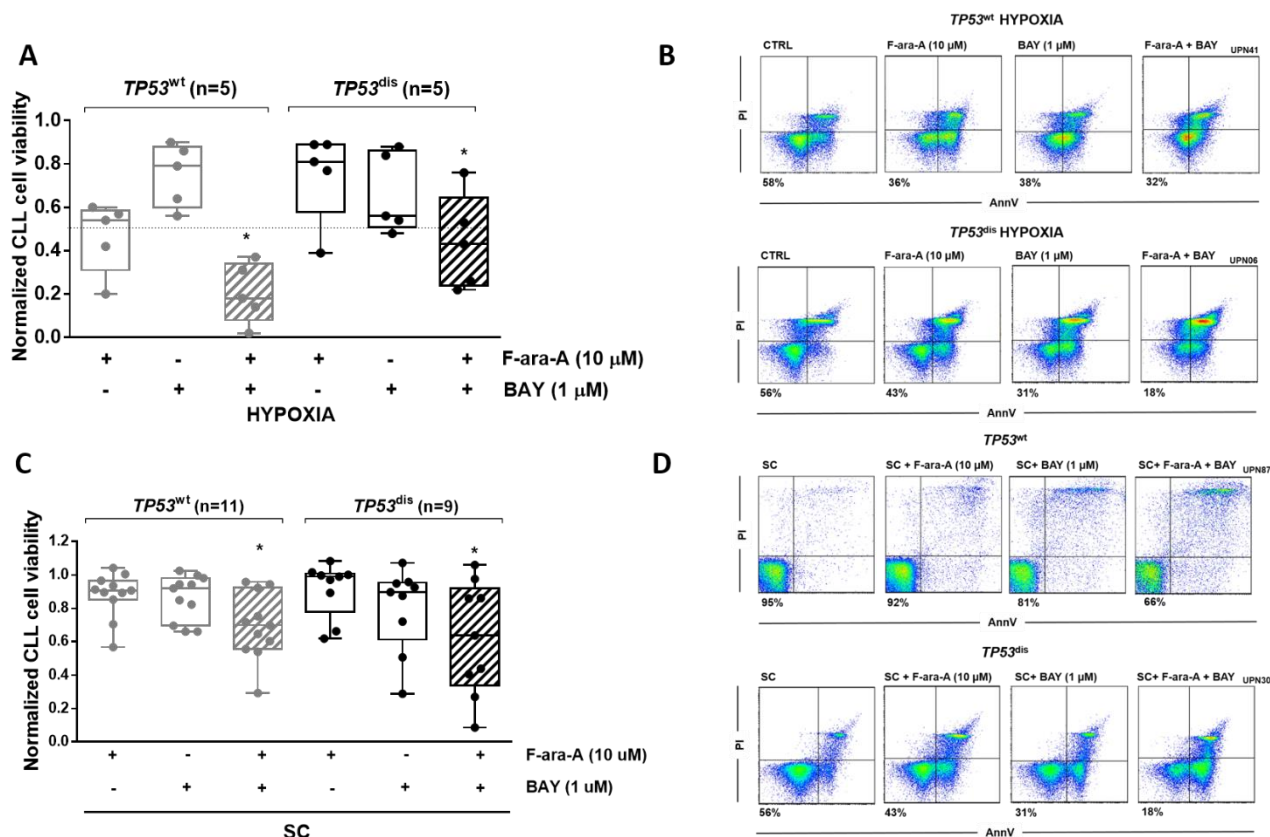 A
TP53wt (n=5) TP53dis (n=5)
Normalized CLL cell viability
1.0
0.8
0.6
0.4
0.2
0.0
* *
+ - + + - + F-ara-A (10 μM)
- + + - + + BAY (1 μM)
HYPOXIA
B
TP53wt HYPOXIA
CTRL F-ara-A (10 μM) BAY (1 μM) F-ara-A + BAY UPN41
PI
58% 36% 38% 32%
AnnV
TP53dis HYPOXIA
CTRL F-ara-A (10 μM) BAY (1 μM) F-ara-A + BAY UPN06
PI
56% 43% 31% 18%
AnnV
C
TP53wt (n=11) TP53dis (n=9)
Normalized CLL cell viability
1.2
1.0
0.8
0.6
0.4
0.2
0.0
* *
+ - + + - + F-ara-A (10 uM)
- + + - + + BAY (1 uM)
SC
D
TP53wt
SC SC + F-ara-A (10 μM) SC+ BAY (1 μM) SC+ F-ara-A + BAY UPN87
PI
95% 92% 81% 66%
AnnV
TP53dis
SC SC + F-ara-A (10 μM) SC+ BAY (1 μM) SC+ F-ara-A + BAY UPN30
PI
56% 43% 31% 18%
AnnV